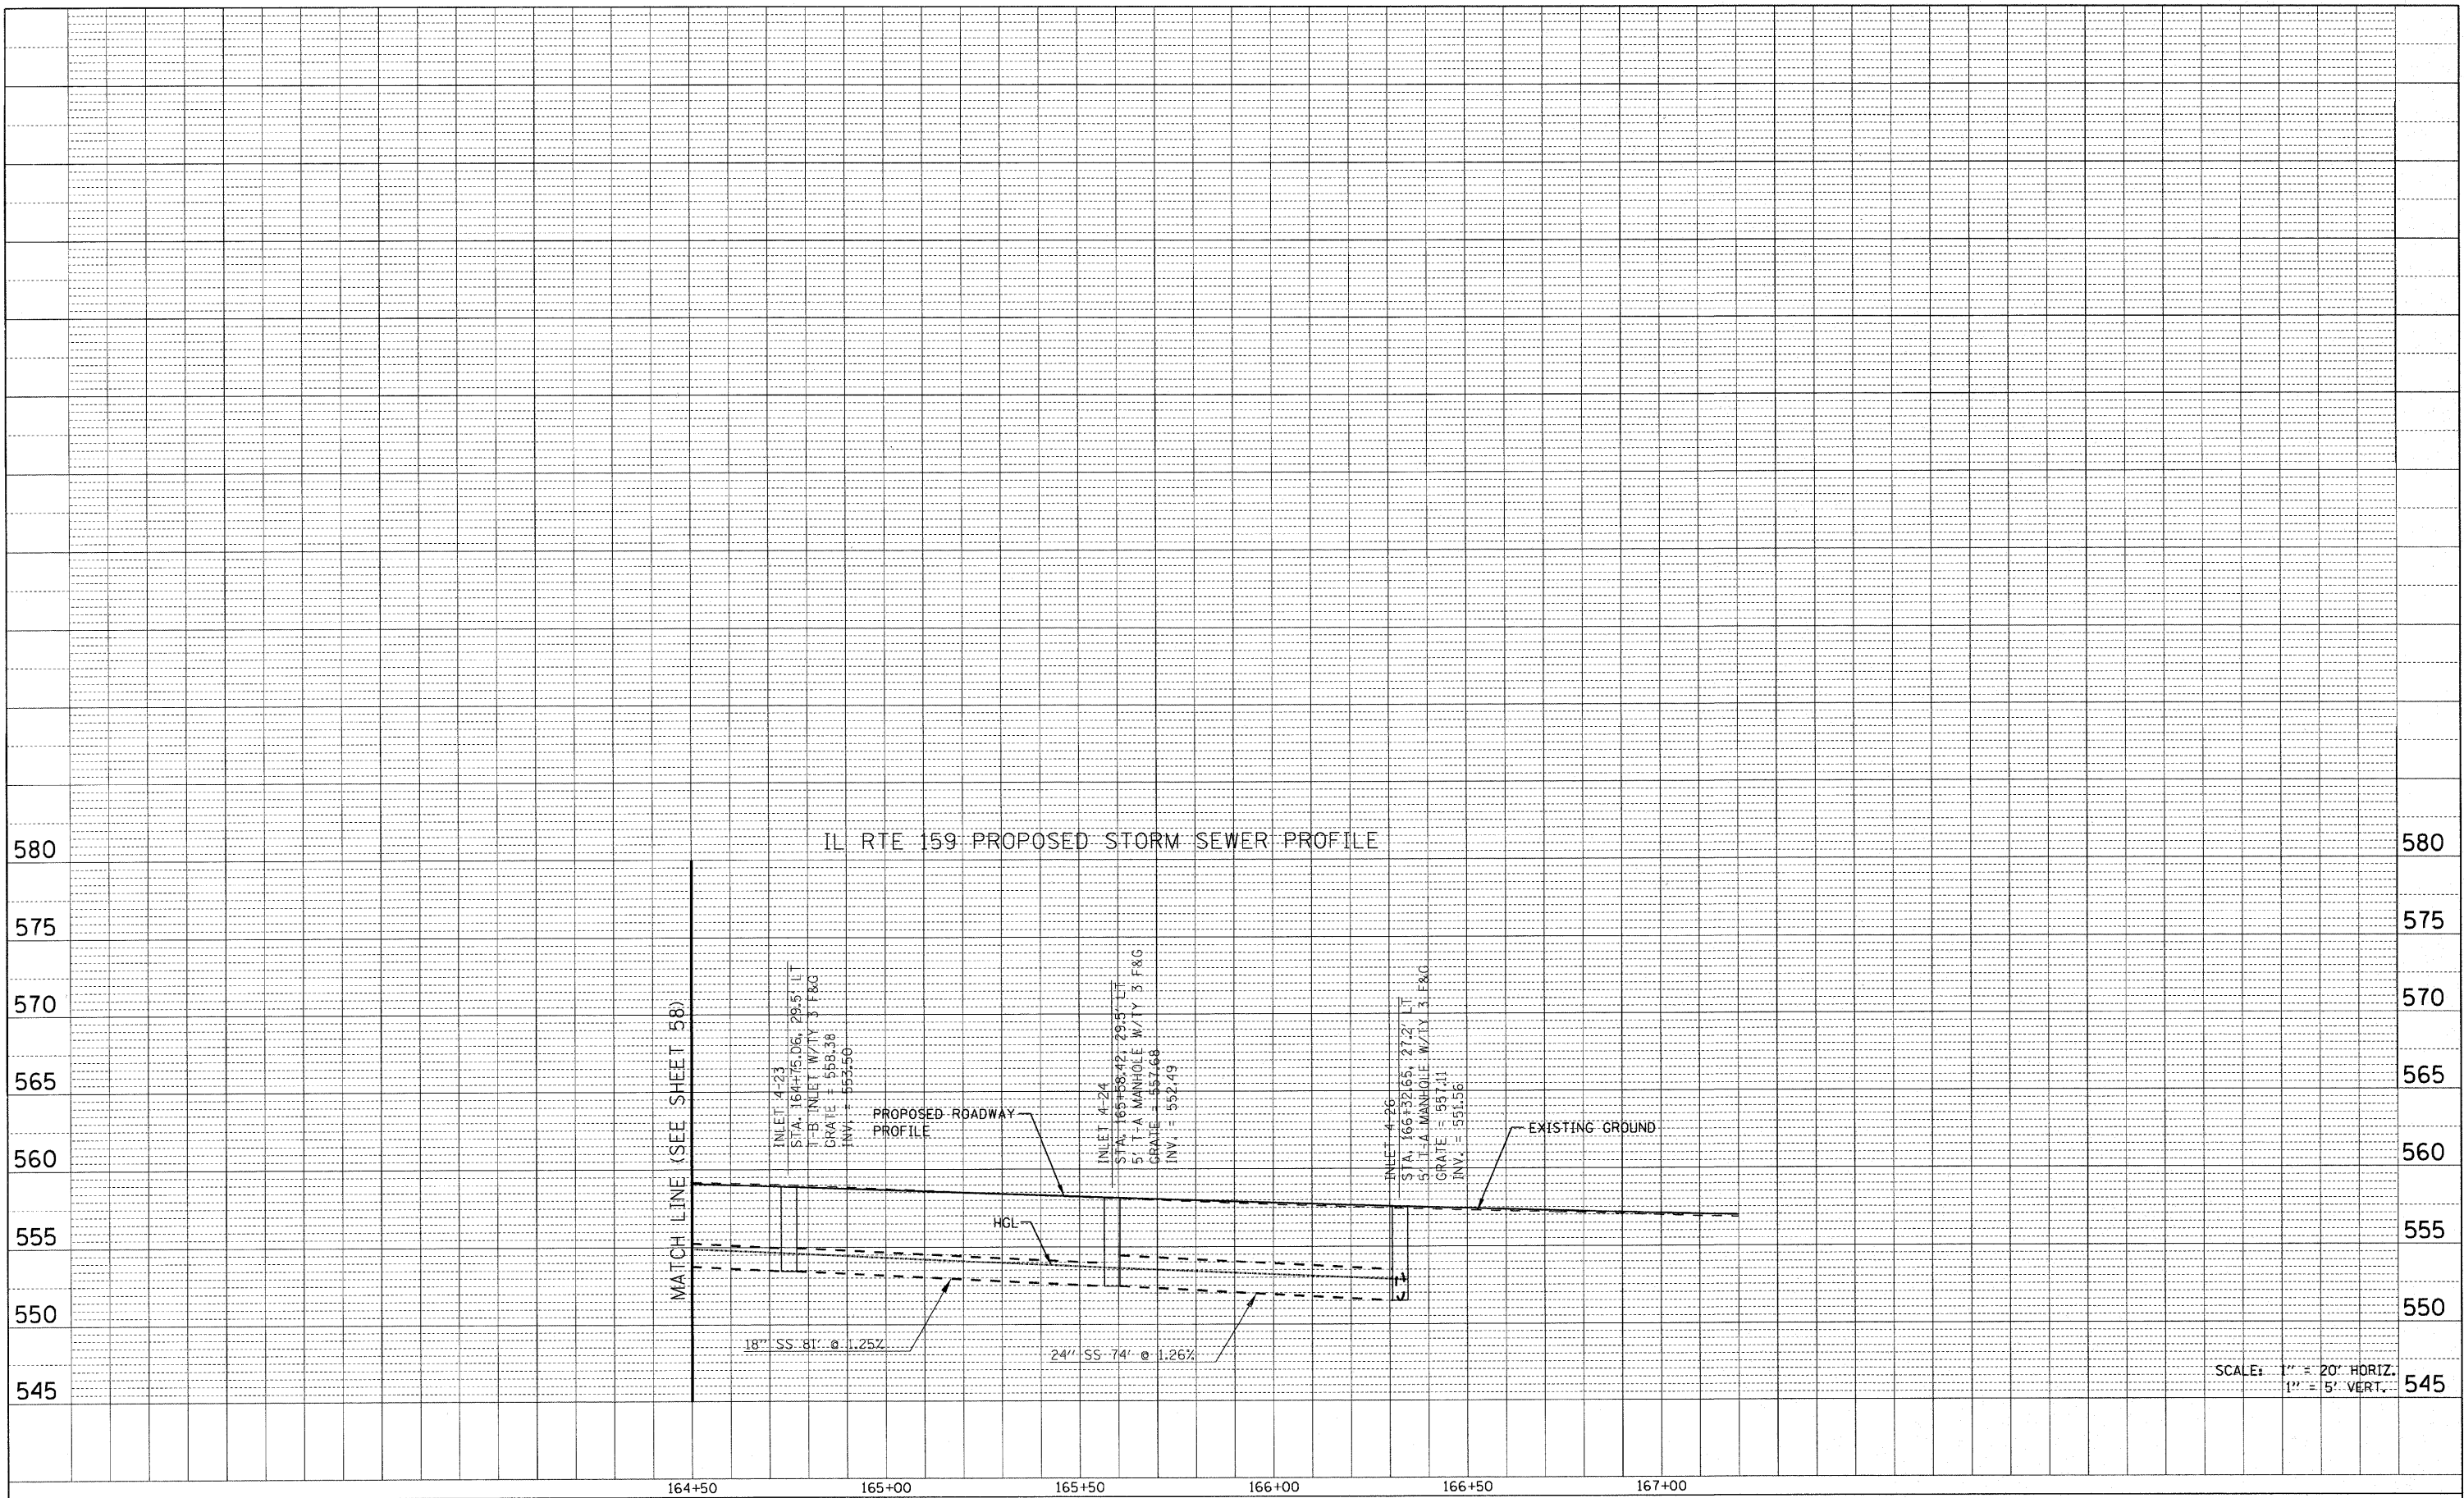 IL RTE 159 PROPOSED STORM SEWER PROFILE
580
575
570
565
560
555
550
545
580
575
570
565
560
555
550
545
MATCH LINE (SEE SHEET 58)
INLET 4-23
STA. 164+75.06, 29.5' LT
T-B INLET W/TY 3 F&G
GRATE = 558.38
INV. = 553.50
PROPOSED ROADWAY
PROFILE
INLET 4-24
STA. 165+58.42, 29.5' LT
5' T-A MANHOLE W/TY 3 F&G
GRATE = 557.68
INV. = 552.49
INLET 4-26
STA. 166+32.65, 27.2' LT
5' T-A MANHOLE W/TY 3 F&G
GRATE = 557.11
INV. = 551.56
EXISTING GROUND
HGL
18" SS 81' @ 1.25%
24" SS 74' @ 1.26%
SCALE: 1" = 20' HORIZ.
1" = 5' VERT.
164+50
165+00
165+50
166+00
166+50
167+00